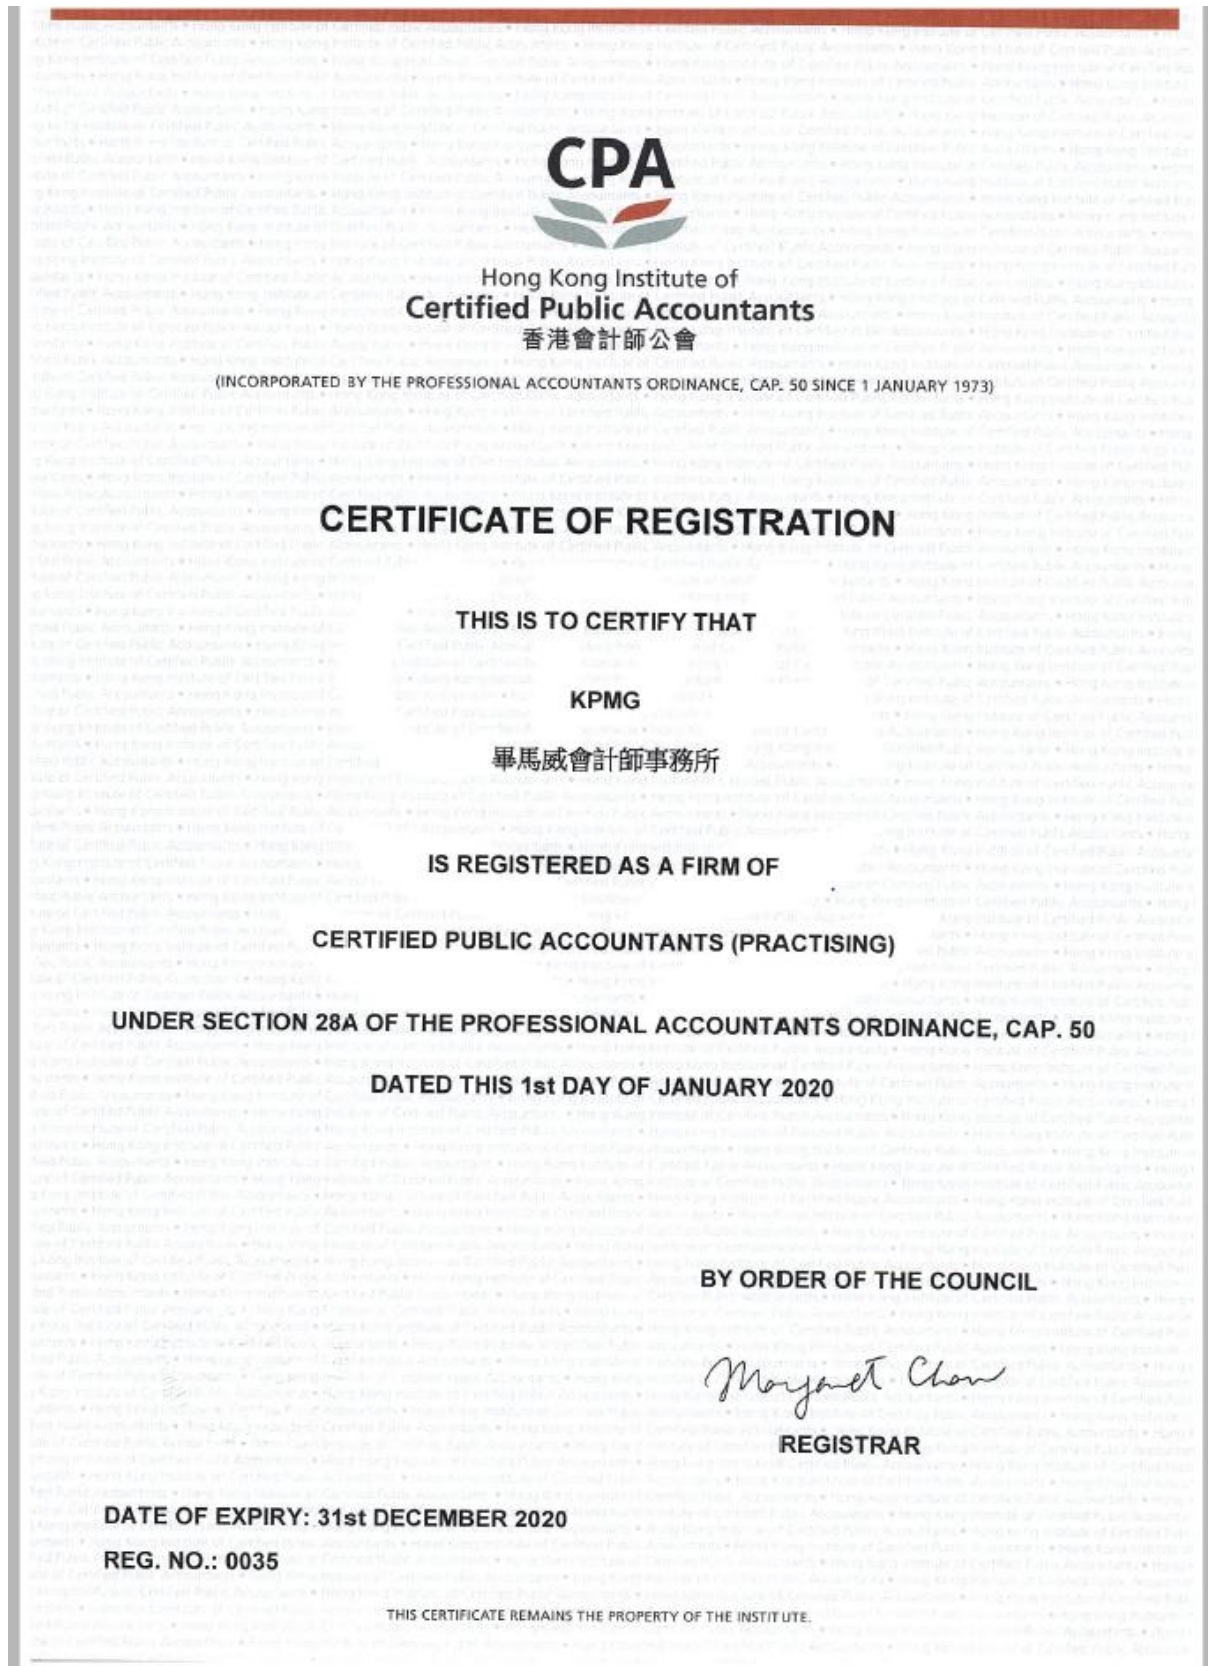 CPA
Hong Kong Institute of
Certified Public Accountants
香港會計師公會
(INCORPORATED BY THE PROFESSIONAL ACCOUNTANTS ORDINANCE, CAP. 50 SINCE 1 JANUARY 1973)
CERTIFICATE OF REGISTRATION
THIS IS TO CERTIFY THAT
KPMG
畢馬威會計師事務所
IS REGISTERED AS A FIRM OF
CERTIFIED PUBLIC ACCOUNTANTS (PRACTISING)
UNDER SECTION 28A OF THE PROFESSIONAL ACCOUNTANTS ORDINANCE, CAP. 50
DATED THIS 1st DAY OF JANUARY 2020
BY ORDER OF THE COUNCIL
Margaret Chan
REGISTRAR
DATE OF EXPIRY: 31st DECEMBER 2020
REG. NO.: 0035
THIS CERTIFICATE REMAINS THE PROPERTY OF THE INSTITUTE.